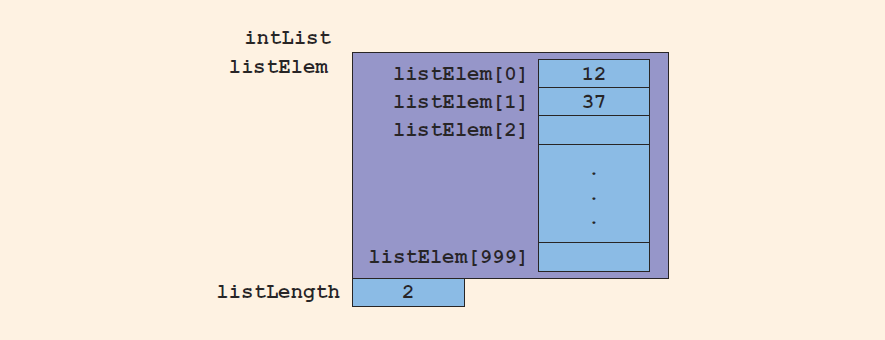 intList
listElem
listElem[0] 12
listElem[1] 37
listElem[2]
.
.
.
listElem[999]
listLength 2